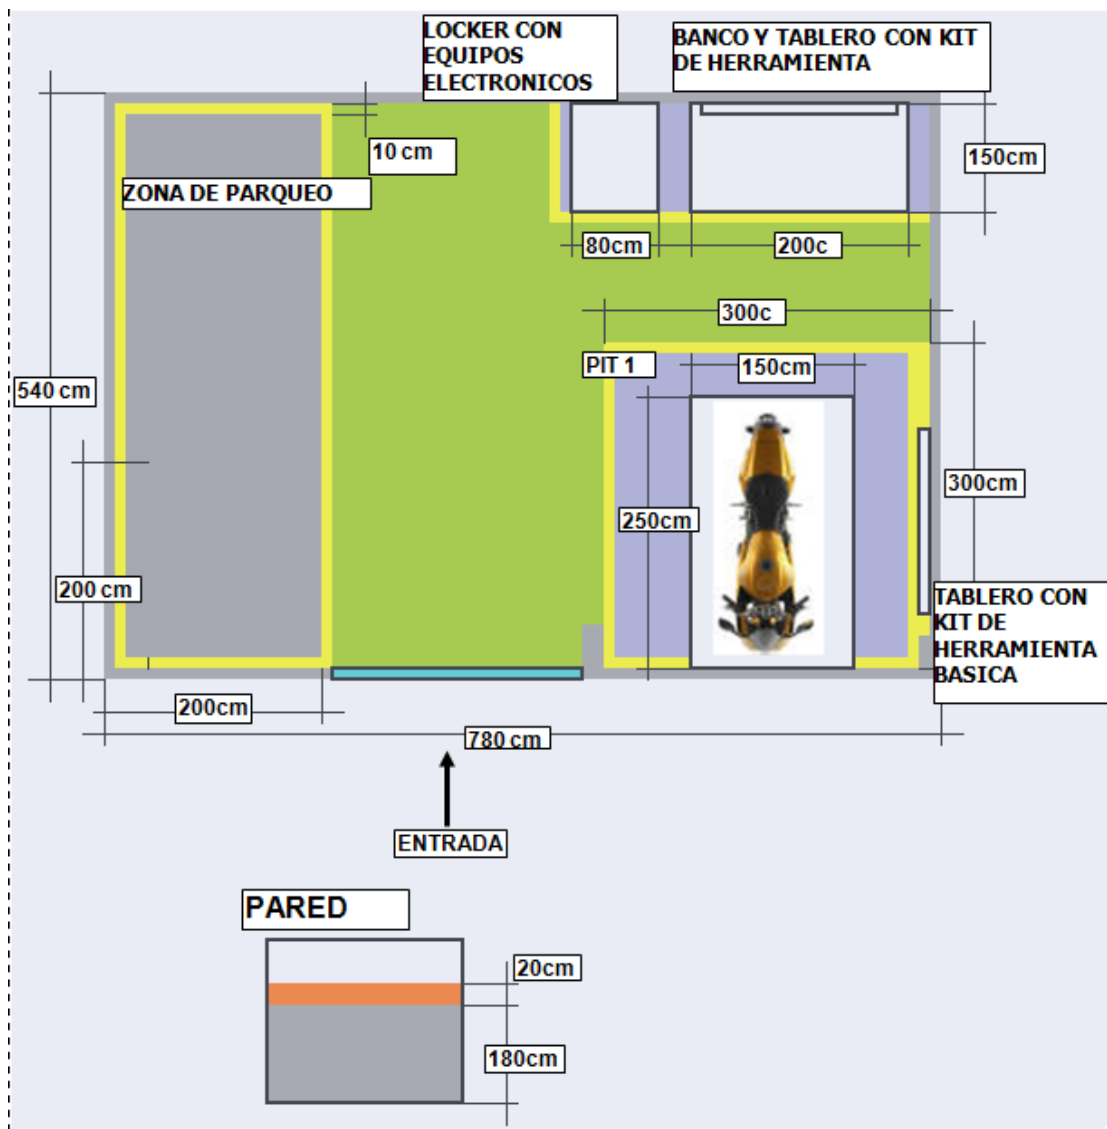 LOCKER CON
EQUIPOS
ELECTRONICOS
BANCO Y TABLERO CON KIT
DE HERRAMIENTA
10 cm
150cm
ZONA DE PARQUEO
80cm
200c
300c
PIT 1
150cm
540 cm
300cm
250cm
200 cm
TABLERO CON
KIT DE
HERRAMIENTA
BASICA
200cm
780 cm
ENTRADA
PARED
20cm
180cm